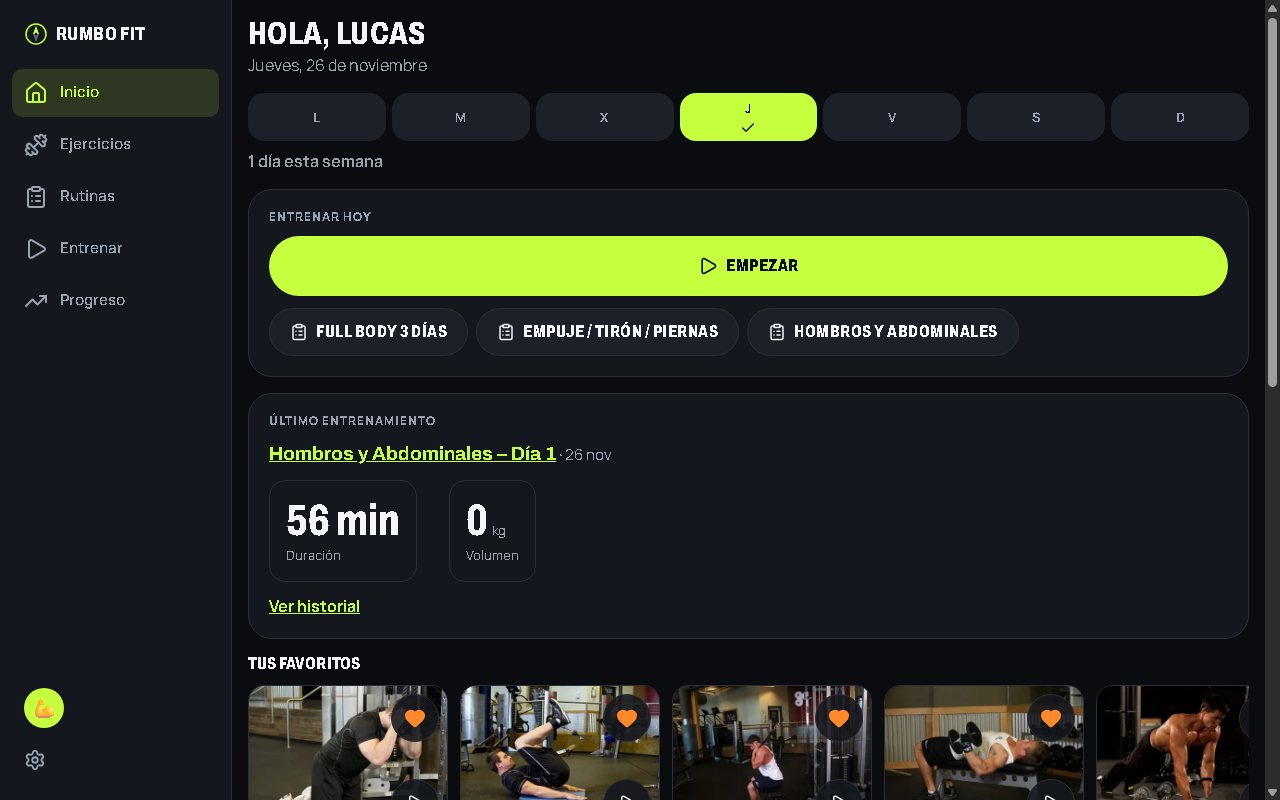 RUMBO FIT
Inicio
Ejercicios
Rutinas
Entrenar
Progreso
HOLA, LUCAS
Jueves, 26 de noviembre
L M X J V S D
1 día esta semana
ENTRENAR HOY
EMPEZAR
FULL BODY 3 DÍAS EMPUJE / TIRÓN / PIERNAS HOMBROS Y ABDOMINALES
ÚLTIMO ENTRENAMIENTO
Hombros y Abdominales – Día 1 · 26 nov
56 min 0 kg
Duración Volumen
Ver historial
TUS FAVORITOS